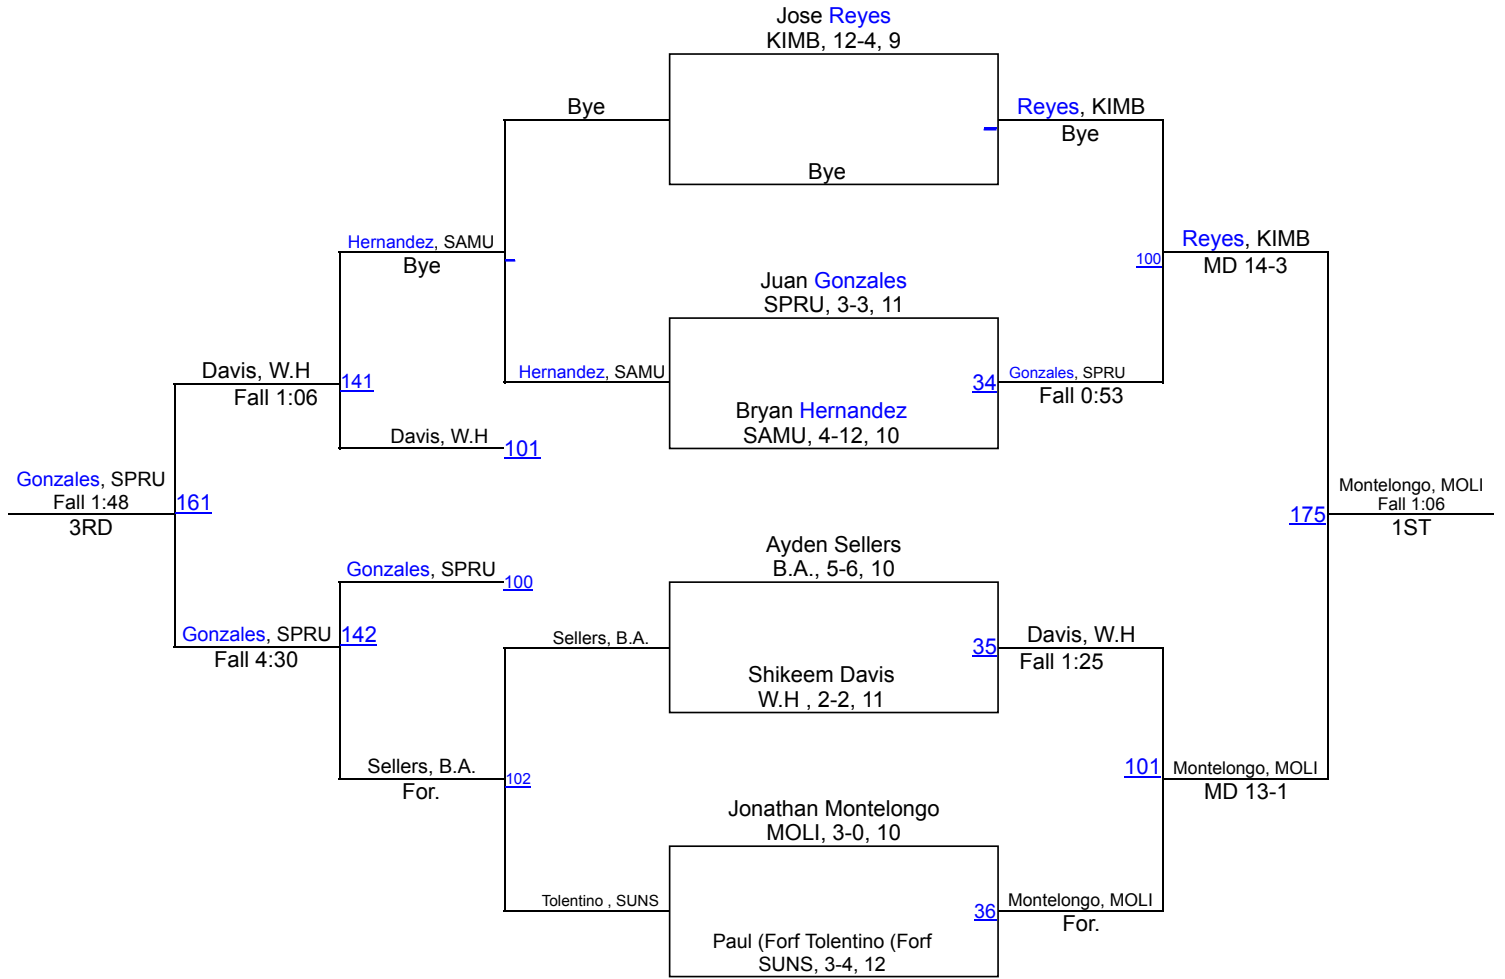 Jose Reyes
KIMB, 12-4, 9
Bye
Reyes, KIMB
Bye
Bye
Hernandez, SAMU
Bye
Reyes, KIMB
100
MD 14-3
Juan Gonzales
SPRU, 3-3, 11
Davis, W.H
141
Fall 1:06
Hernandez, SAMU
34
Gonzales, SPRU
Fall 0:53
Bryan Hernandez
SAMU, 4-12, 10
Davis, W.H
101
Gonzales, SPRU
Fall 1:48
161
3RD
Montelongo, MOLI
Fall 1:06
175
1ST
Ayden Sellers
B.A., 5-6, 10
Gonzales, SPRU
100
Gonzales, SPRU
142
Fall 4:30
Sellers, B.A.
35
Davis, W.H
Fall 1:25
Shikeem Davis
W.H , 2-2, 11
Sellers, B.A.
102
For.
101
Montelongo, MOLI
MD 13-1
Jonathan Montelongo
MOLI, 3-0, 10
Tolentino , SUNS
36
Montelongo, MOLI
For.
Paul (Forf Tolentino (Forf
SUNS, 3-4, 12